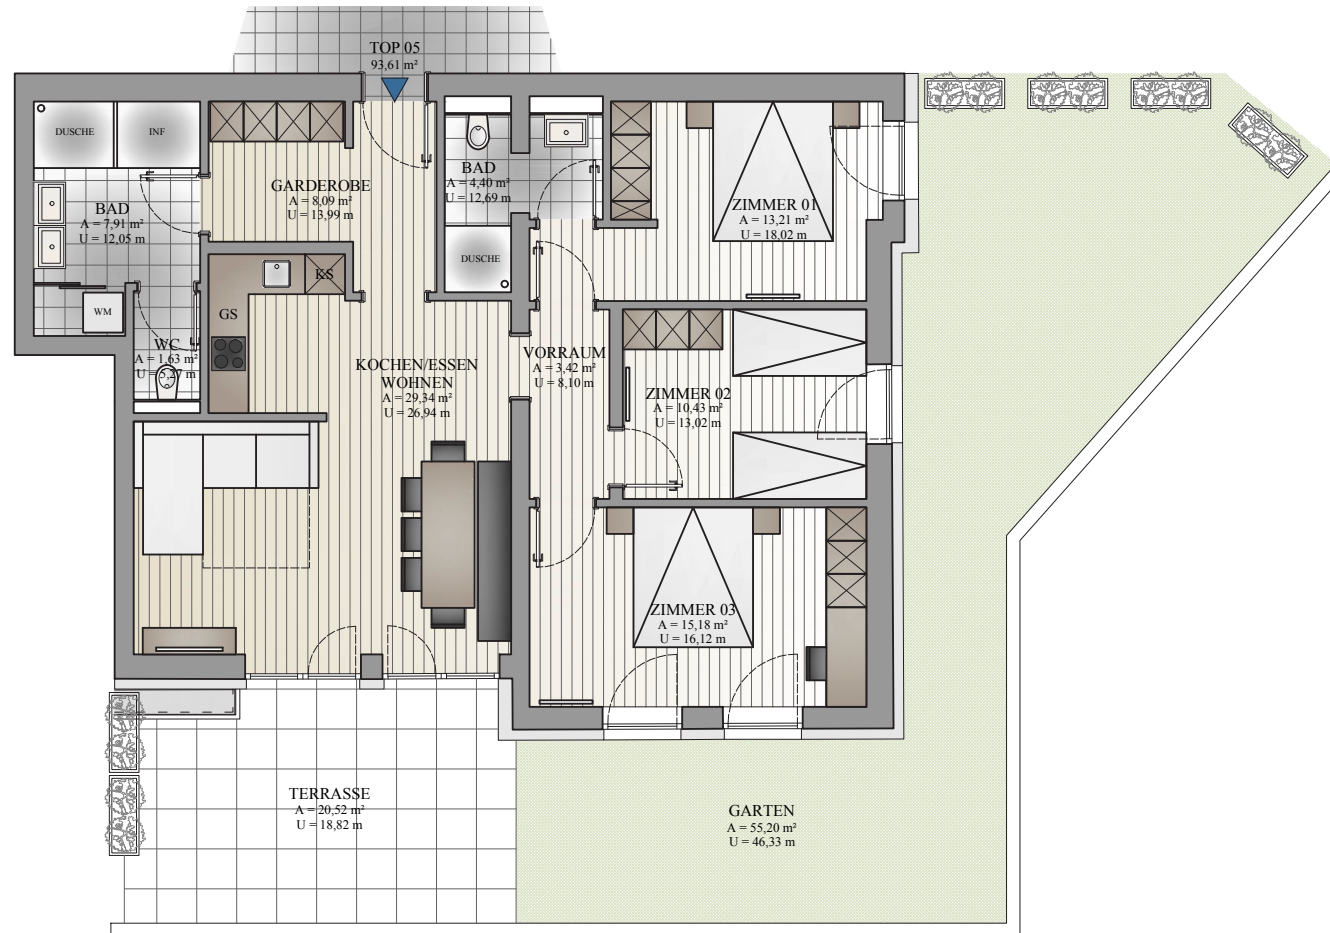 TOP 05
93,61 m²
DUSCHE
INF
BAD
A = 7,91 m²
U = 12,05 m
GARDEROBE
A = 8,09 m²
U = 13,99 m
BAD
A = 4,40 m²
U = 12,69 m
DUSCHE
ZIMMER 01
A = 13,21 m²
U = 18,02 m
KS
GS
WM
WC
A = 1,63 m²
U = 5,27 m
KOCHEN/ESSEN
WOHNEN
A = 29,34 m²
U = 26,94 m
VORRAUM
A = 3,42 m²
U = 8,10 m
ZIMMER 02
A = 10,43 m²
U = 13,02 m
ZIMMER 03
A = 15,18 m²
U = 16,12 m
TERRASSE
A = 20,52 m²
U = 18,82 m
GARTEN
A = 55,20 m²
U = 46,33 m